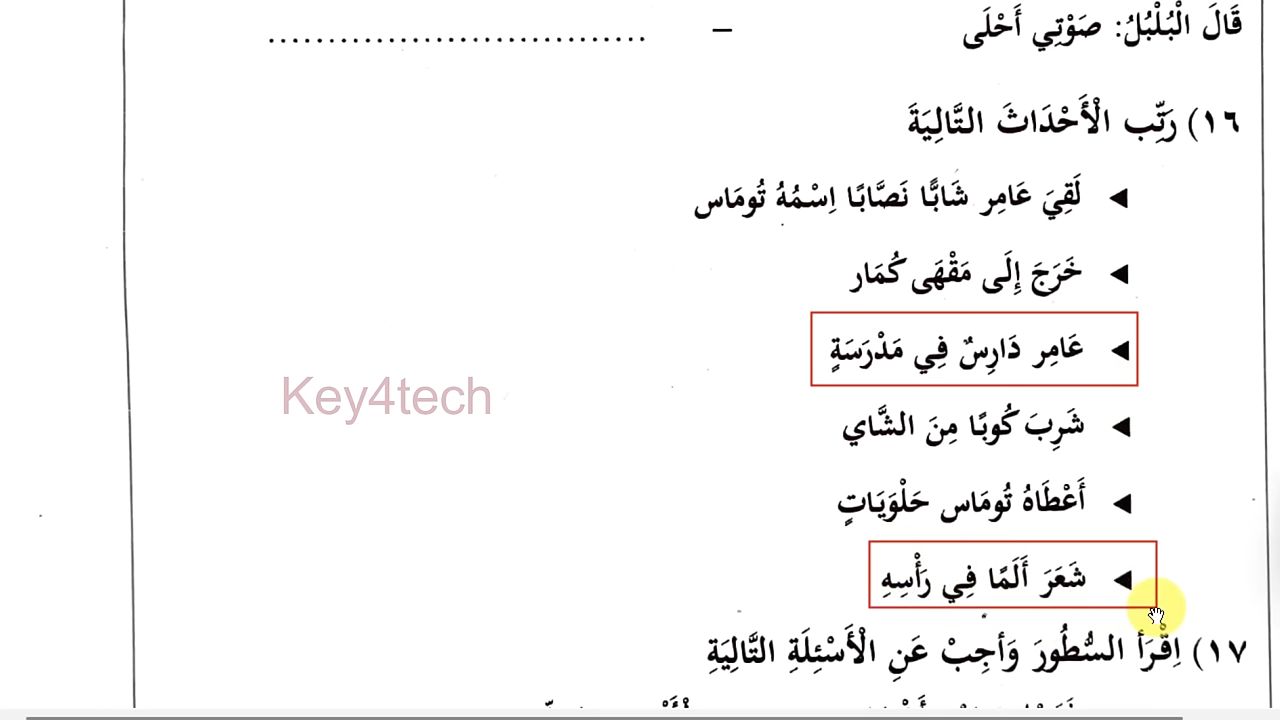 قَالَ الْبُلْبُلُ: صَوْتِي أَحْلَى – ................................
١٦) رَتِّب الْأَحْدَاثَ التَّالِيَةَ
◄ لَقِيَ عَامِر شَابًّا نَصَّابًا اِسْمُهُ تُومَاس
◄ خَرَجَ إِلَى مَقْهَى كُمَار
◄ عَامِر دَارِسٌ فِي مَدْرَسَةٍ
Key4tech
◄ شَرِبَ كُوبًا مِنَ الشَّاي
◄ أَعْطَاهُ تُومَاس حَلْوَيَاتٍ
◄ شَعَرَ أَلَمًا فِي رَأْسِهِ
١٧) اِقْرَأ السُّطُورَ وَأجِبْ عَنِ الْأَسْئِلَةِ التَّالِيَةِ